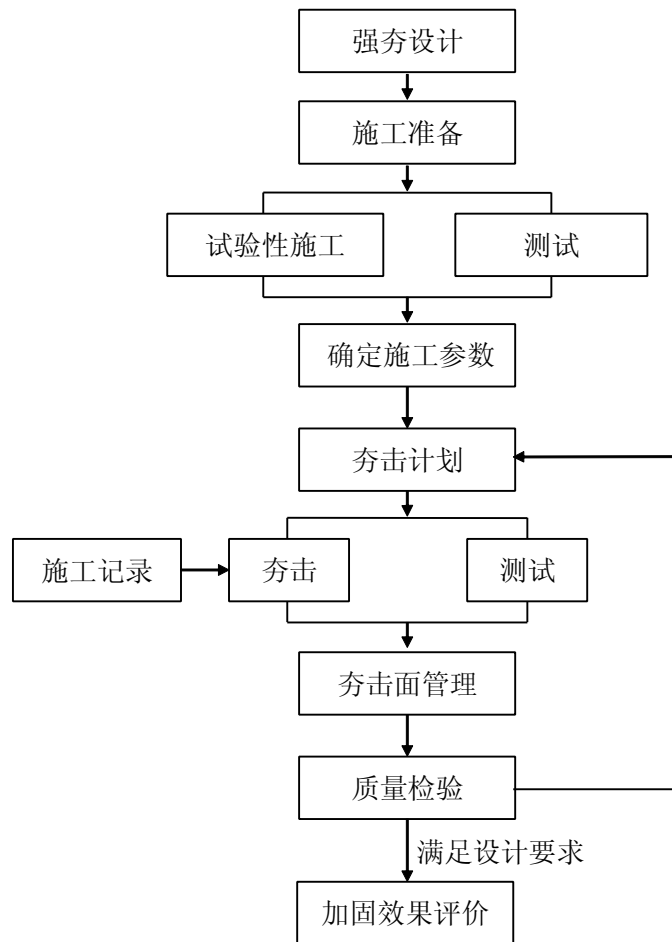 强夯设计
施工准备
试验性施工
测试
确定施工参数
夯击计划
施工记录
夯击
测试
夯击面管理
质量检验
满足设计要求
加固效果评价